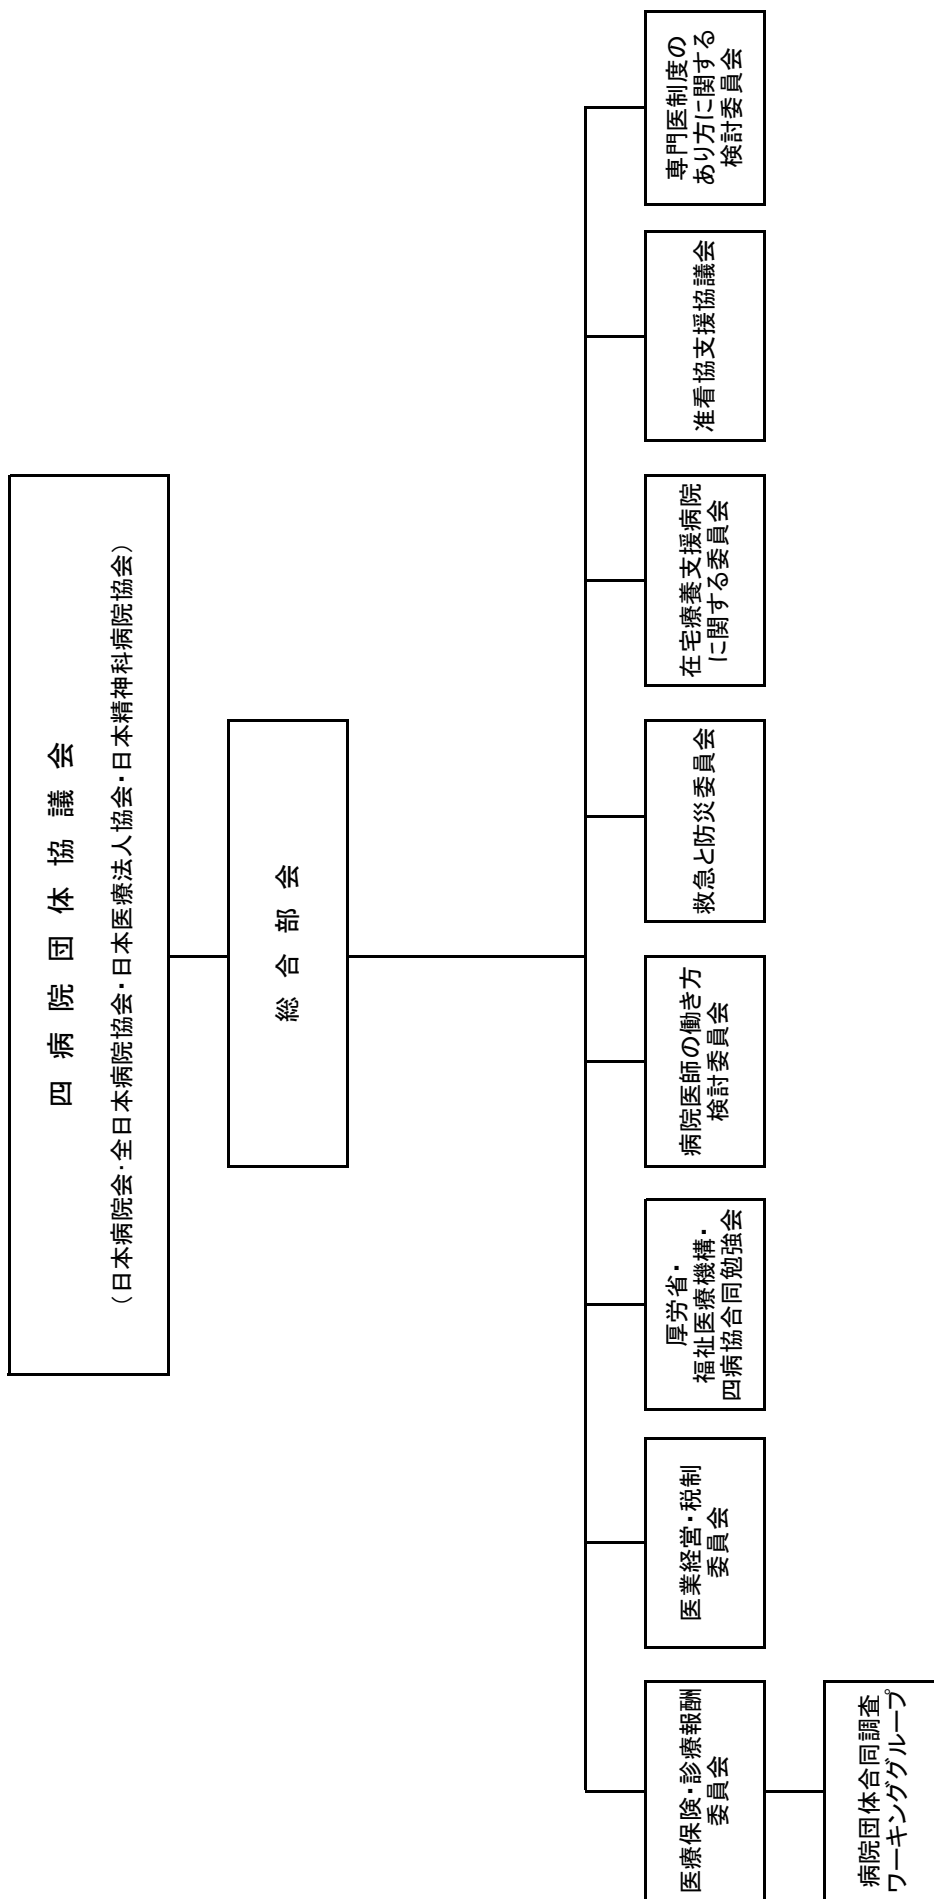 四病院団体協議会
（日本病院会・全日本病院協会・日本医療法人協会・日本精神科病院協会）
総合部会
医療保険・診療報酬
委員会
医業経営・税制
委員会
厚労省・
福祉医療機構・
四病協合同勉強会
病院医師の働き方
検討委員会
救急と防災委員会
在宅療養支援病院
に関する委員会
准看協支援協議会
専門医制度の
あり方に関する
検討委員会
病院団体合同調査
ワーキンググループ